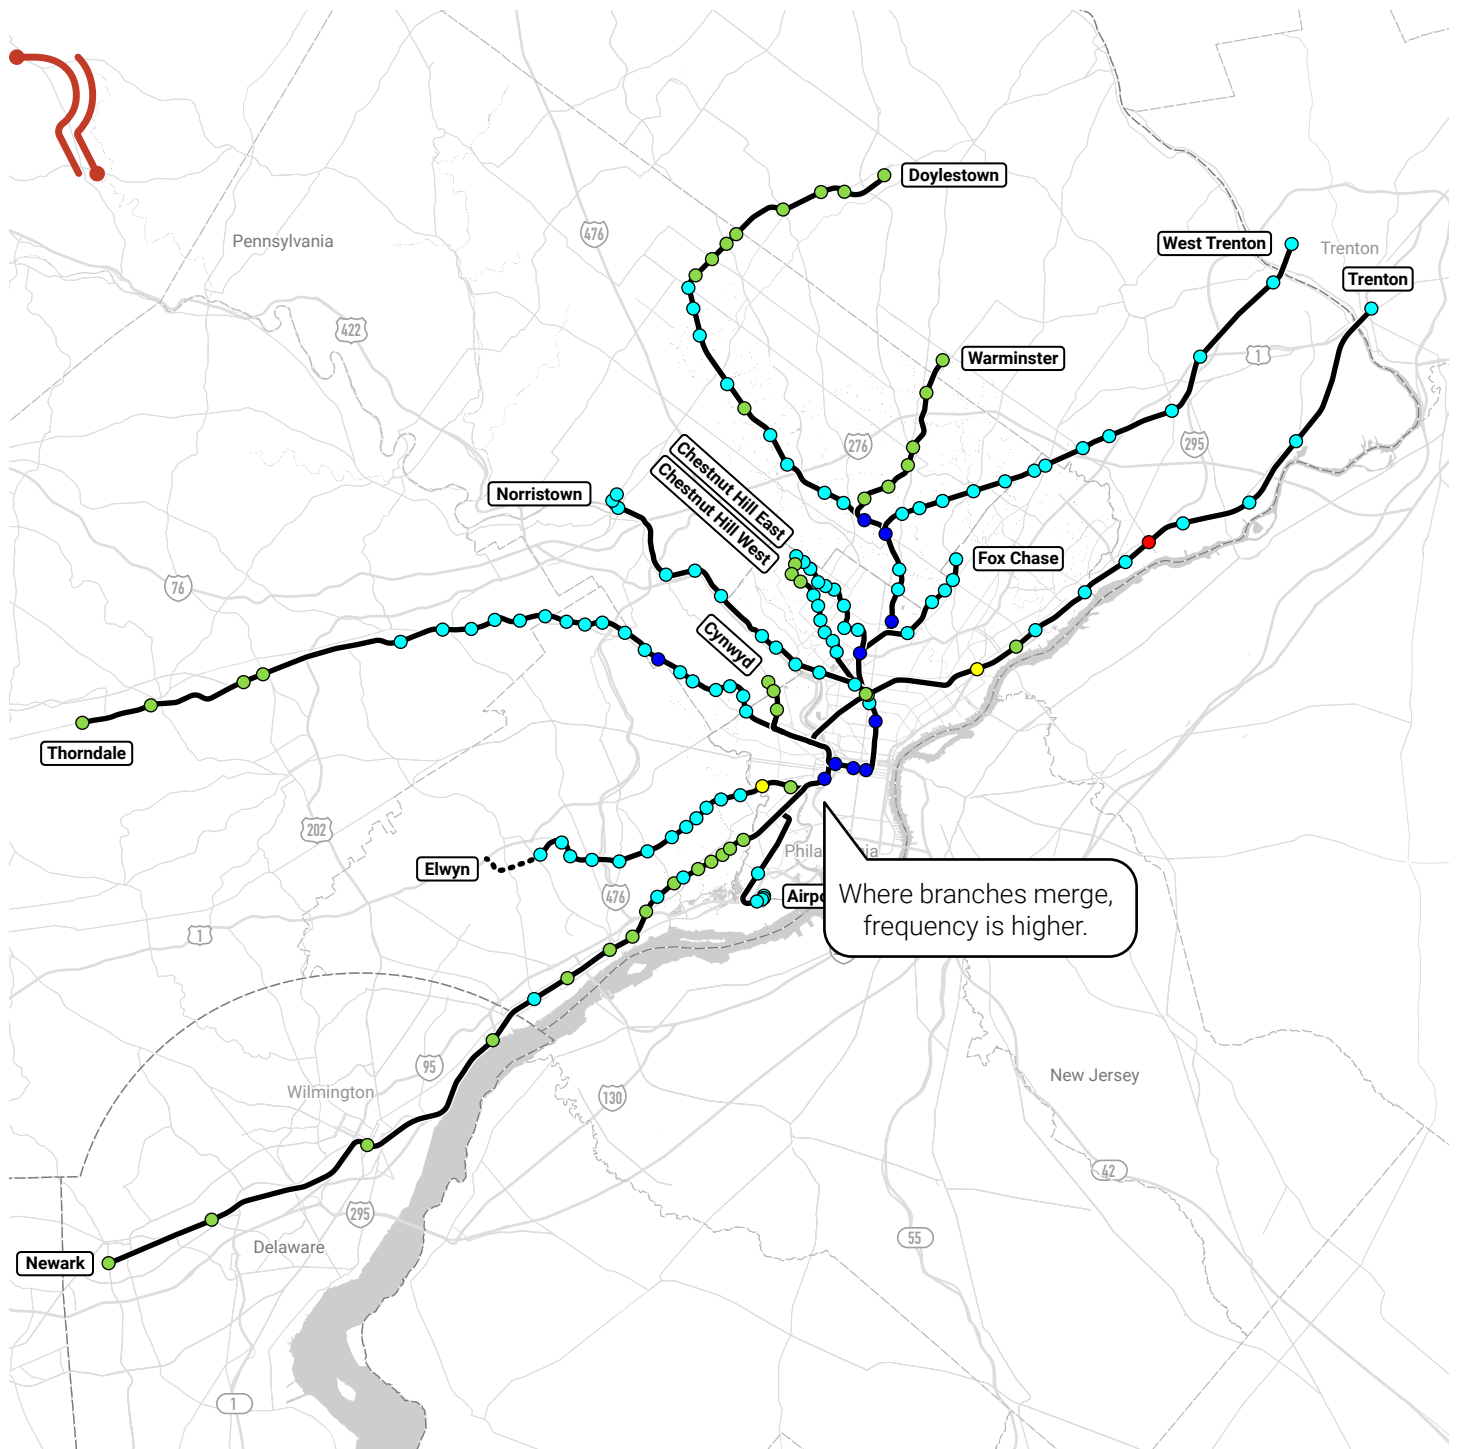 Doylestown
Pennsylvania
476
West Trenton
Trenton
Trenton
422
1
Warminster
276
295
Chestnut Hill East
Chestnut Hill West
Norristown
Fox Chase
76
Cynwyd
Thorndale
202
Elwyn
476
Where branches merge,
frequency is higher.
1
95
Wilmington
130
New Jersey
42
295
55
Delaware
Newark
1